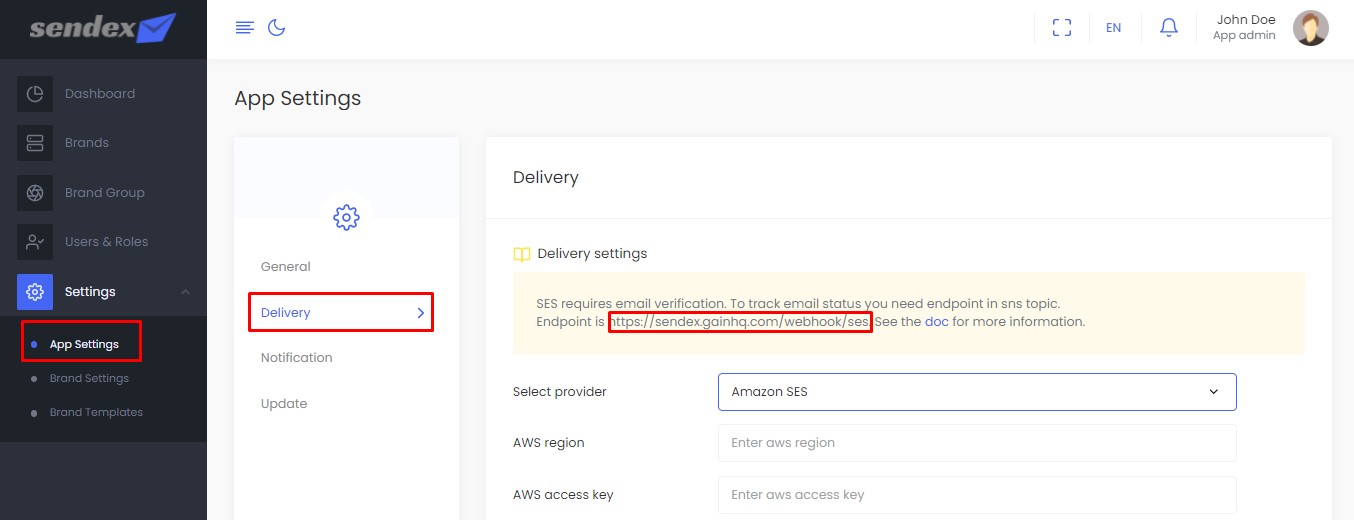 sendex
EN
John Doe
App admin
Dashboard
Brands
Brand Group
Users & Roles
Settings
App Settings
Brand Settings
Brand Templates
App Settings
General
Delivery
Notification
Update
Delivery
Delivery settings
SES requires email verification. To track email status you need endpoint in sns topic.
Endpoint is https://sendex.gainhq.com/webhook/ses. See the doc for more information.
Select provider
Amazon SES
AWS region
Enter aws region
AWS access key
Enter aws access key